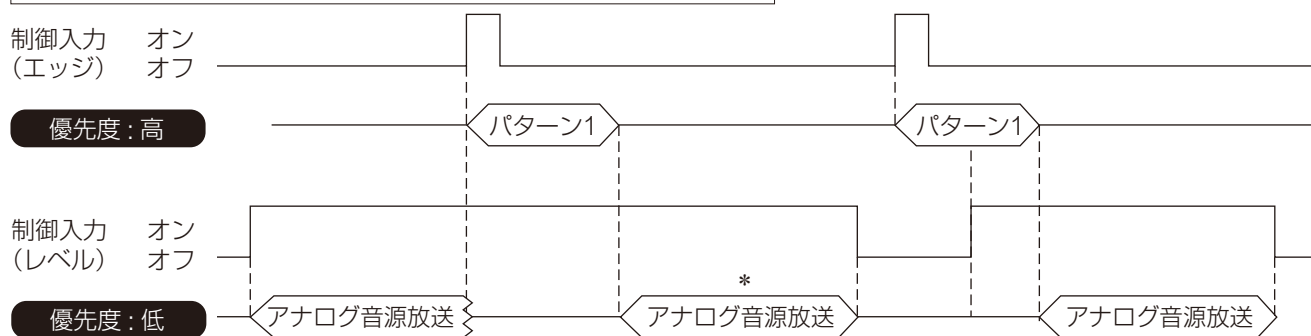 制御入力 オン
（エッジ） オフ
優先度：高
パターン1
パターン1
制御入力 オン
（レベル） オフ
*
優先度：低
アナログ音源放送
アナログ音源放送
アナログ音源放送